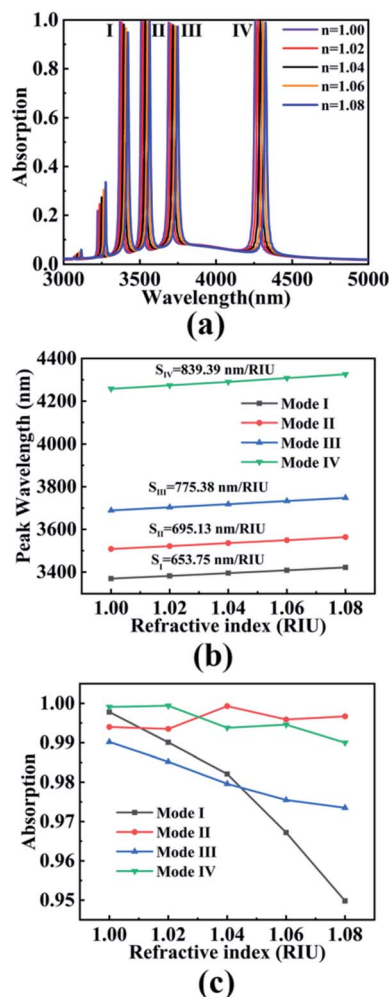 I II III IV
n=1.00
n=1.02
n=1.04
n=1.06
n=1.08
Absorption
1.0
0.8
0.6
0.4
0.2
0.0
3000 3500 4000 4500 5000
Wavelength(nm)
(a)
Peak Wavelength (nm)
4400
4200
4000
3800
3600
3400
S_IV=839.39 nm/RIU
Mode I
Mode II
Mode III
Mode IV
S_III=775.38 nm/RIU
S_II=695.13 nm/RIU
S_I=653.75 nm/RIU
1.00 1.02 1.04 1.06 1.08
Refractive index (RIU)
(b)
Absorption
1.00
0.99
0.98
0.97
0.96
0.95
Mode I
Mode II
Mode III
Mode IV
1.00 1.02 1.04 1.06 1.08
Refractive index (RIU)
(c)